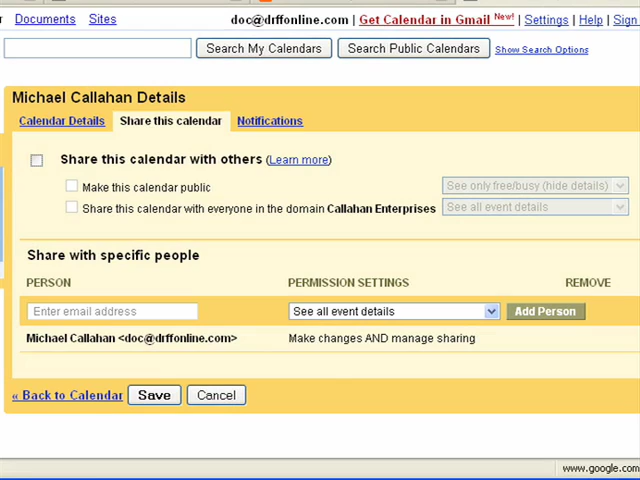 Documents Sites
doc@drffonline.com | Get Calendar in Gmail New! | Settings | Help | Sign
Search My Calendars Search Public Calendars Show Search Options
Michael Callahan Details
Calendar Details Share this calendar Notifications
Share this calendar with others (Learn more)
Make this calendar public See only free/busy (hide details)
Share this calendar with everyone in the domain Callahan Enterprises See all event details
Share with specific people
PERSON PERMISSION SETTINGS REMOVE
Enter email address See all event details Add Person
Michael Callahan <doc@drffonline.com> Make changes AND manage sharing
« Back to Calendar Save Cancel
www.google.com